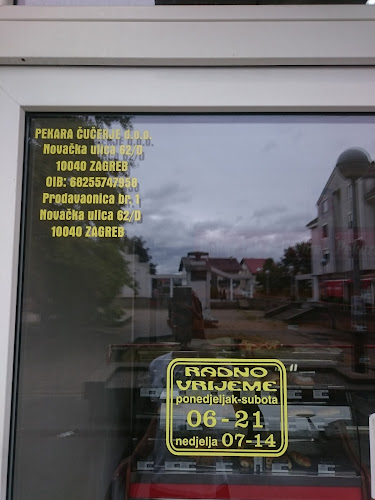 PEKARA ČUČERJE d.o.o.
Novačka ulica 62/D
10040 ZAGREB
OIB: 68255747958
Prodavaonica br. 1
Novačka ulica 62/D
10040 ZAGREB
RADNO
VRIJEME
ponedjeljak-subota
06-21
nedjelja 07-14